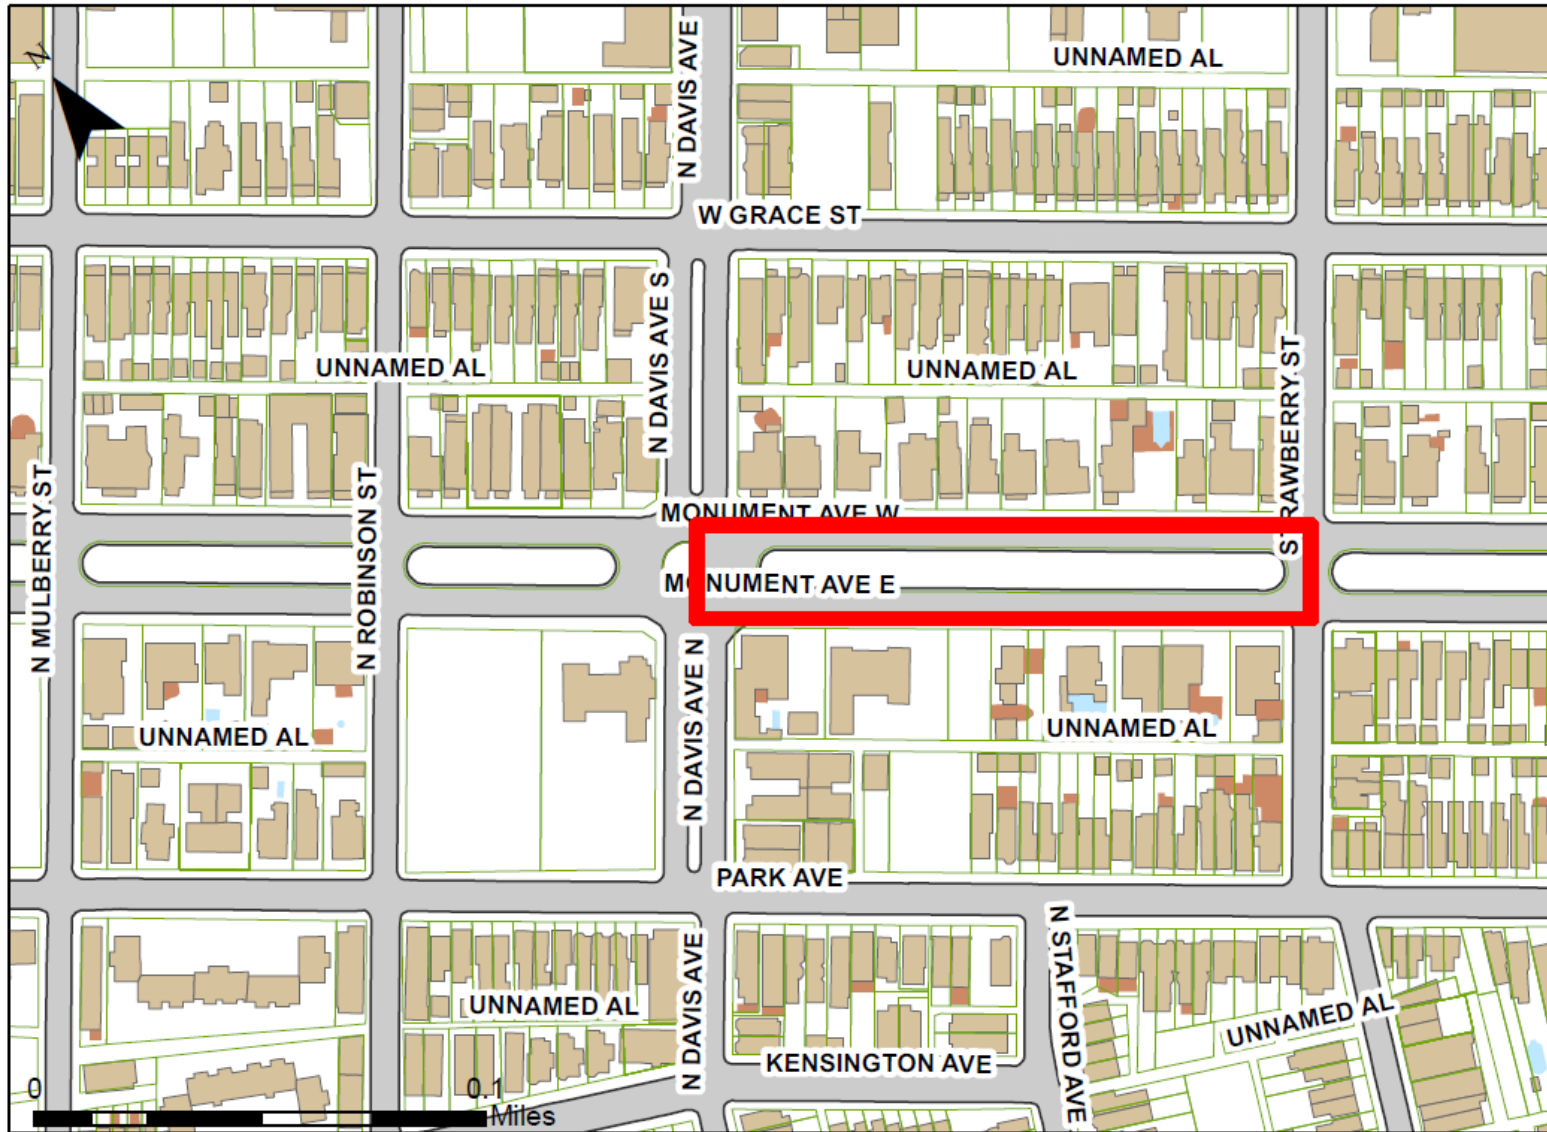 N
N DAVIS AVE
UNNAMED AL
W GRACE ST
N DAVIS AVE S
UNNAMED AL
UNNAMED AL
STRAWBERRY ST
N MULBERRY ST
N ROBINSON ST
MONUMENT AVE W
MONUMENT AVE E
N DAVIS AVE N
UNNAMED AL
UNNAMED AL
PARK AVE
N DAVIS AVE
N STAFFORD AVE
UNNAMED AL
UNNAMED AL
KENSINGTON AVE
0
0.1
Miles